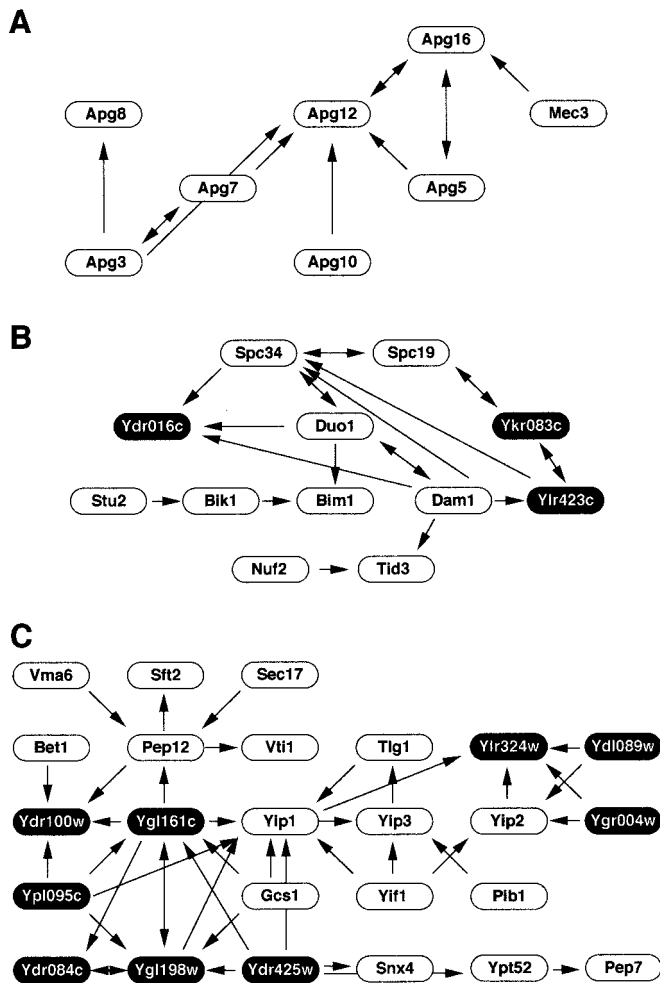 A
Apg16
Apg8 Apg12 Mec3
Apg7 Apg5
Apg3 Apg10
B
Spc34 Spc19
Ydr016c Duo1 Ykr083c
Stu2 Bik1 Bim1 Dam1 Ylr423c
Nuf2 Tid3
C
Vma6 Sft2 Sec17
Bet1 Pep12 Vti1 Tlg1 Ylr324w Ydl089w
Ydr100w Ygl161c Yip1 Yip3 Yip2 Ygr004w
Ypl095c Gcs1 Yif1 Pib1
Ydr084c Ygl198w Ydr425w Snx4 Ypt52 Pep7